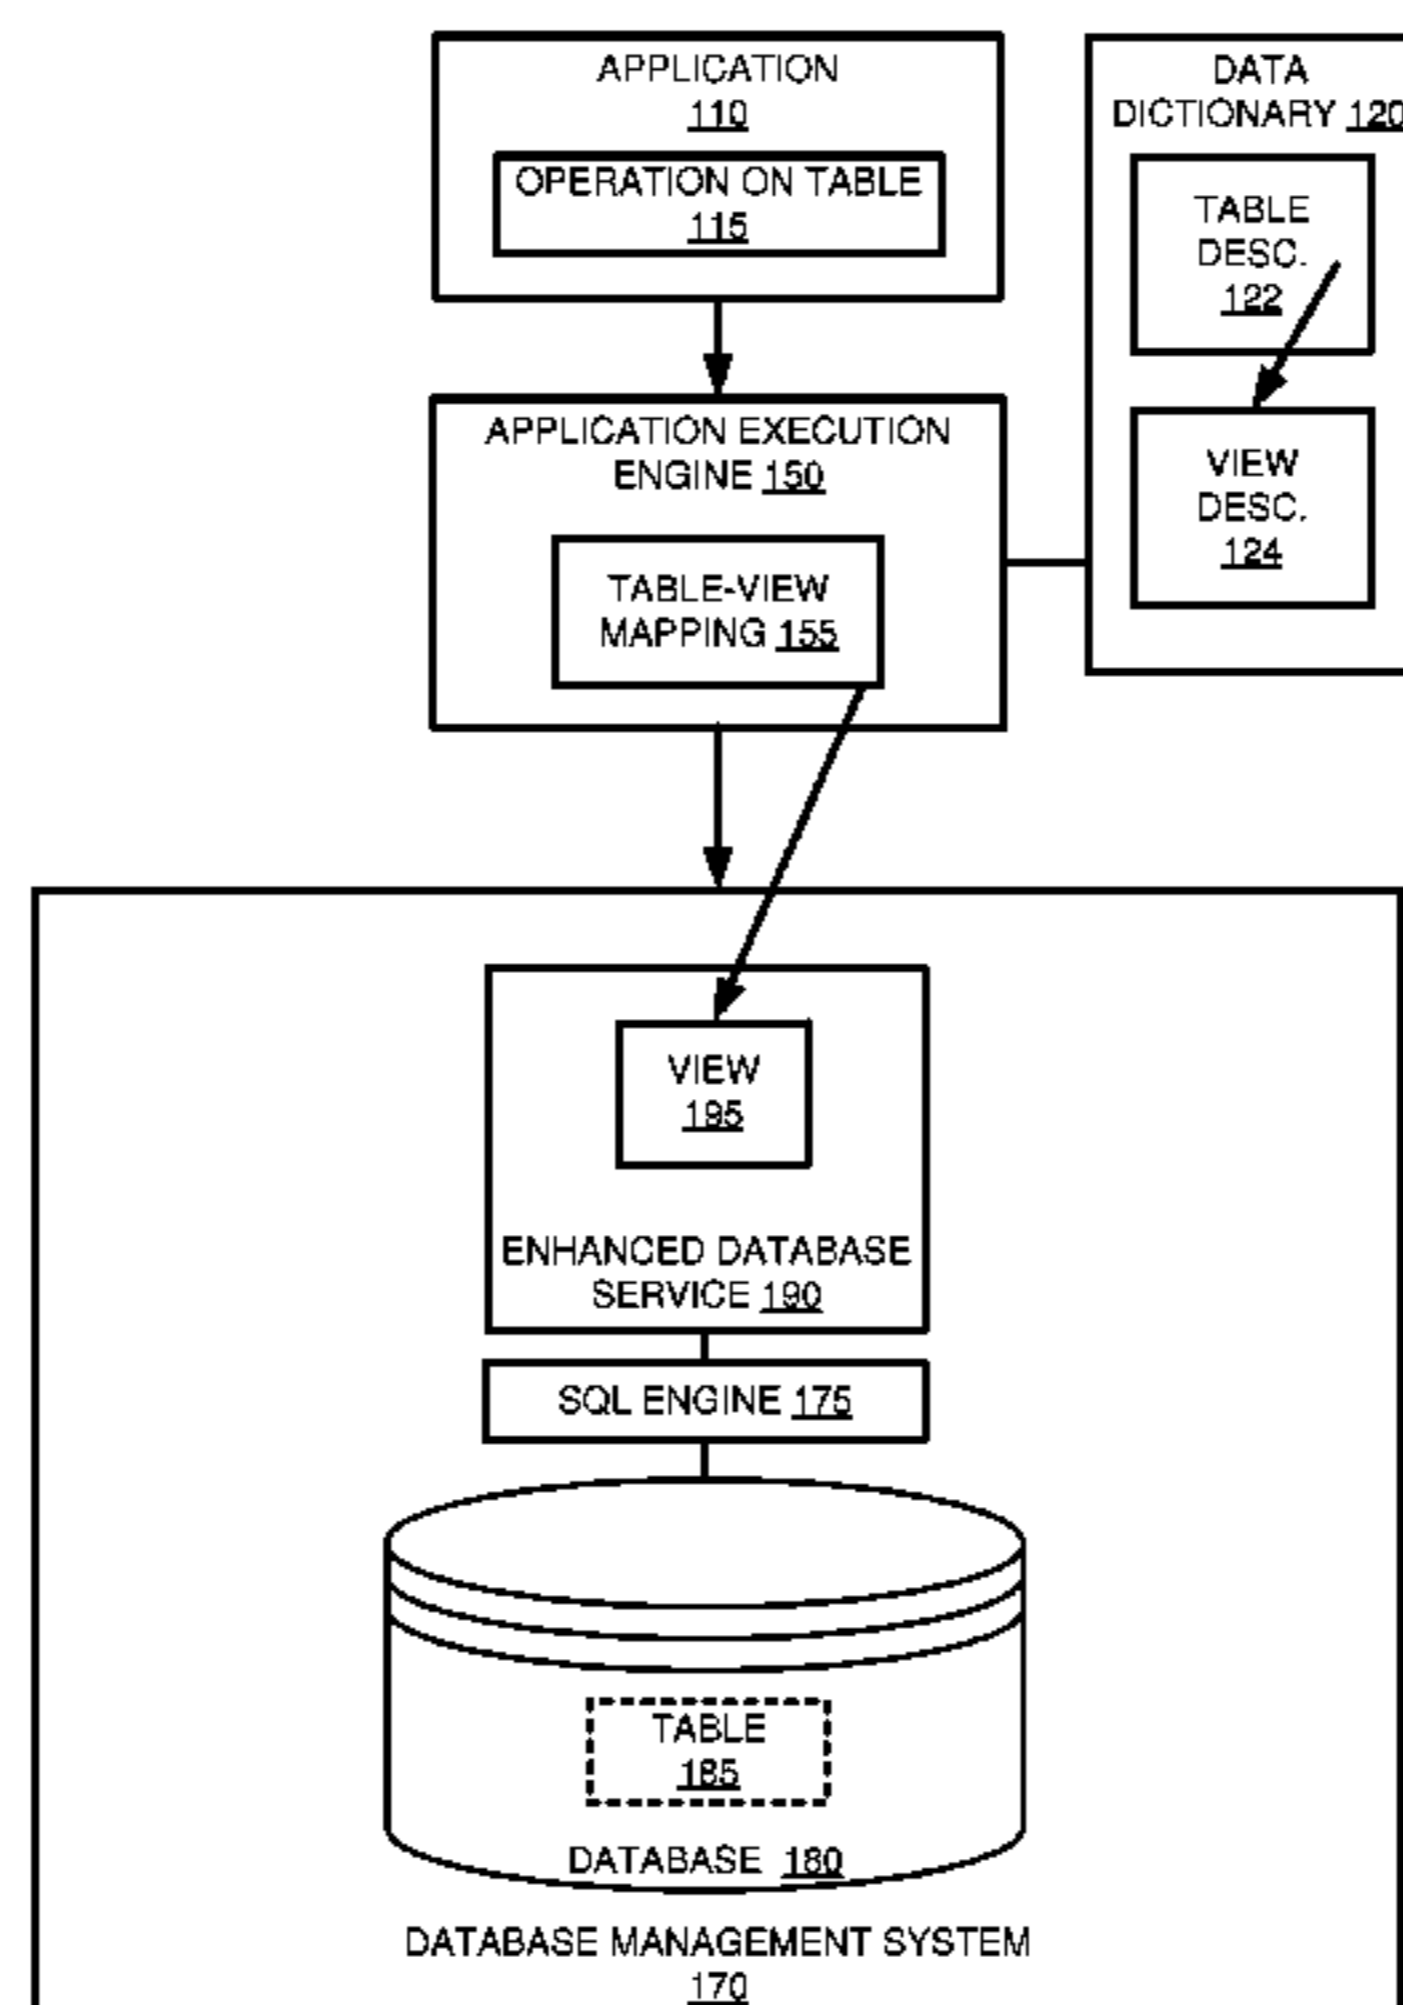 APPLICATION
110
OPERATION ON TABLE
115
DATA
DICTIONARY 120
TABLE
DESC.
122
VIEW
DESC.
124
APPLICATION EXECUTION
ENGINE 150
TABLE-VIEW
MAPPING 155
VIEW
195
ENHANCED DATABASE
SERVICE 190
SQL ENGINE 175
TABLE
185
DATABASE 180
DATABASE MANAGEMENT SYSTEM
170